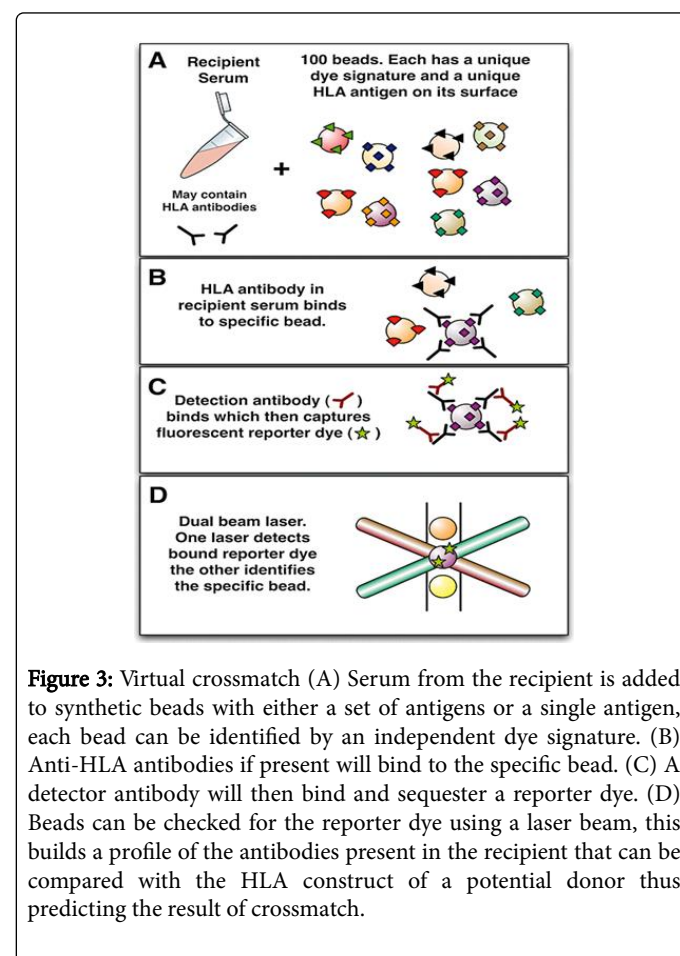 A
Recipient
Serum
100 beads. Each has a unique
dye signature and a unique
HLA antigen on its surface
+
May contain
HLA antibodies
B
HLA antibody in
recipient serum binds
to specific bead.
C
Detection antibody ( )
binds which then captures
fluorescent reporter dye ( )
D
Dual beam laser.
One laser detects
bound reporter dye
the other identifies
the specific bead.
Figure 3: Virtual crossmatch (A) Serum from the recipient is added
to synthetic beads with either a set of antigens or a single antigen,
each bead can be identified by an independent dye signature. (B)
Anti-HLA antibodies if present will bind to the specific bead. (C) A
detector antibody will then bind and sequester a reporter dye. (D)
Beads can be checked for the reporter dye using a laser beam, this
builds a profile of the antibodies present in the recipient that can be
compared with the HLA construct of a potential donor thus
predicting the result of crossmatch.